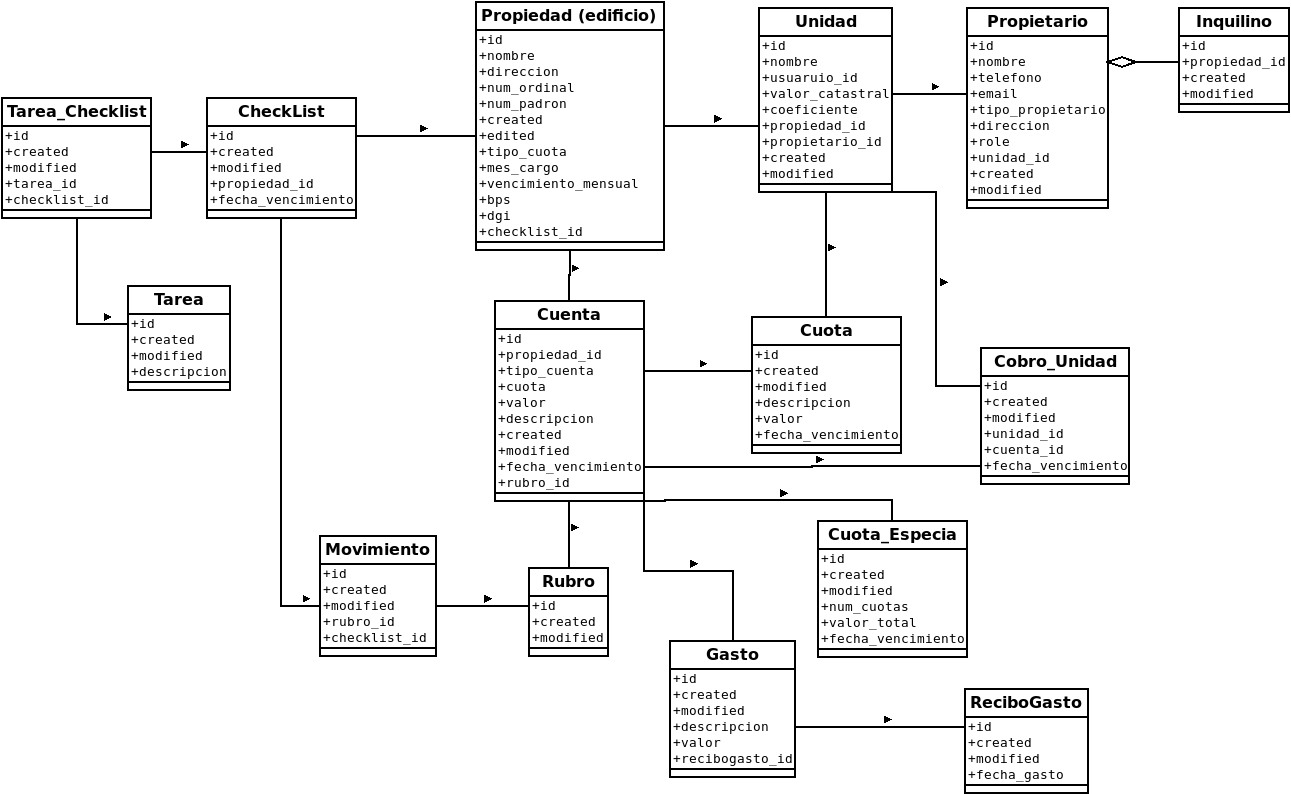 Propiedad (edificio)
+id
+nombre
+direccion
+num_ordinal
+num_padron
+created
+edited
+tipo_cuota
+mes_cargo
+vencimiento_mensual
+bps
+dgi
+checklist_id
Unidad
+id
+nombre
+usuaruio_id
+valor_catastral
+coeficiente
+propiedad_id
+propietario_id
+created
+modified
Propietario
+id
+nombre
+telefono
+email
+tipo_propietario
+direccion
+role
+unidad_id
+created
+modified
Inquilino
+id
+propiedad_id
+created
+modified
Tarea_Checklist
+id
+created
+modified
+tarea_id
+checklist_id
CheckList
+id
+created
+modified
+propiedad_id
+fecha_vencimiento
Tarea
+id
+created
+modified
+descripcion
Cuenta
+id
+propiedad_id
+tipo_cuenta
+cuota
+valor
+descripcion
+created
+modified
+fecha_vencimiento
+rubro_id
Cuota
+id
+created
+modified
+descripcion
+valor
+fecha_vencimiento
Cobro_Unidad
+id
+created
+modified
+unidad_id
+cuenta_id
+fecha_vencimiento
Movimiento
+id
+created
+modified
+rubro_id
+checklist_id
Rubro
+id
+created
+modified
Cuota_Especia
+id
+created
+modified
+num_cuotas
+valor_total
+fecha_vencimiento
Gasto
+id
+created
+modified
+descripcion
+valor
+recibogasto_id
ReciboGasto
+id
+created
+modified
+fecha_gasto